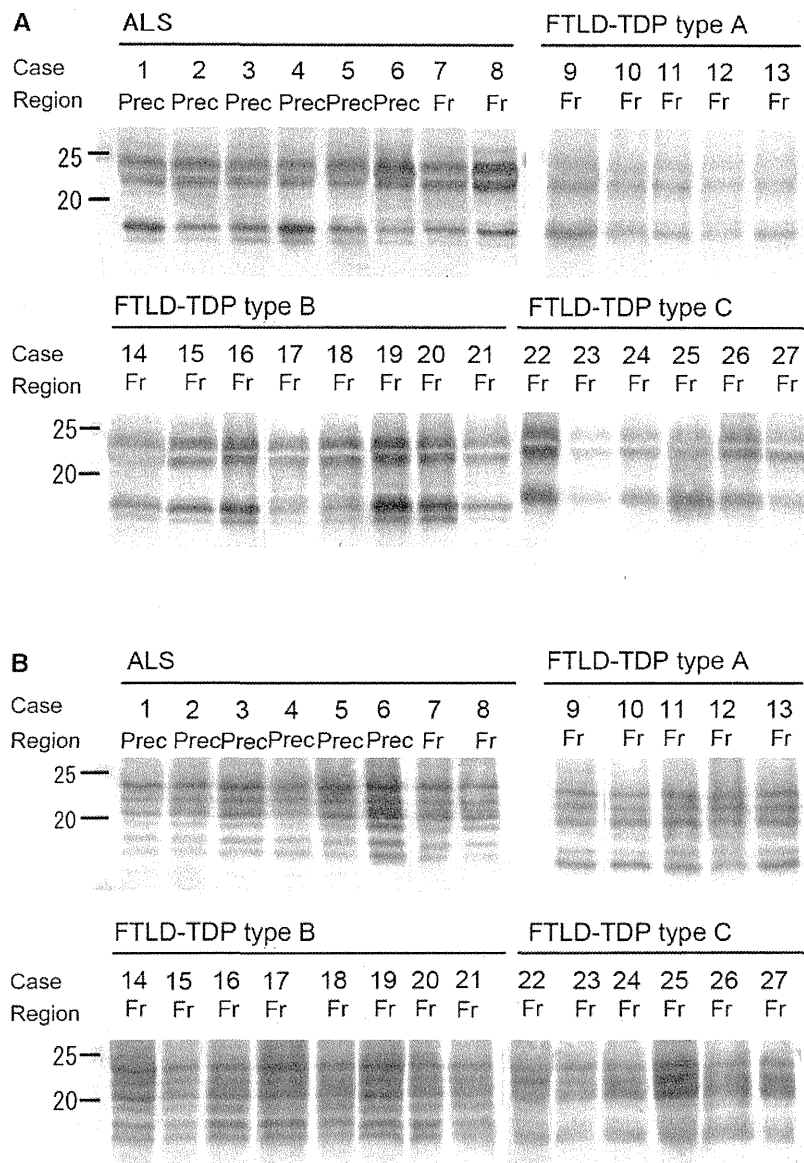 A
ALS
FTLD-TDP type A
Case 1 2 3 4 5 6 7 8 9 10 11 12 13
Region Prec Prec Prec Prec Prec Prec Fr Fr Fr Fr Fr Fr Fr
25
20
FTLD-TDP type B
FTLD-TDP type C
Case 14 15 16 17 18 19 20 21 22 23 24 25 26 27
Region Fr Fr Fr Fr Fr Fr Fr Fr Fr Fr Fr Fr Fr Fr
25
20
B
ALS
FTLD-TDP type A
Case 1 2 3 4 5 6 7 8 9 10 11 12 13
Region Prec Prec Prec Prec Prec Prec Fr Fr Fr Fr Fr Fr Fr
25
20
FTLD-TDP type B
FTLD-TDP type C
Case 14 15 16 17 18 19 20 21 22 23 24 25 26 27
Region Fr Fr Fr Fr Fr Fr Fr Fr Fr Fr Fr Fr Fr Fr
25
20